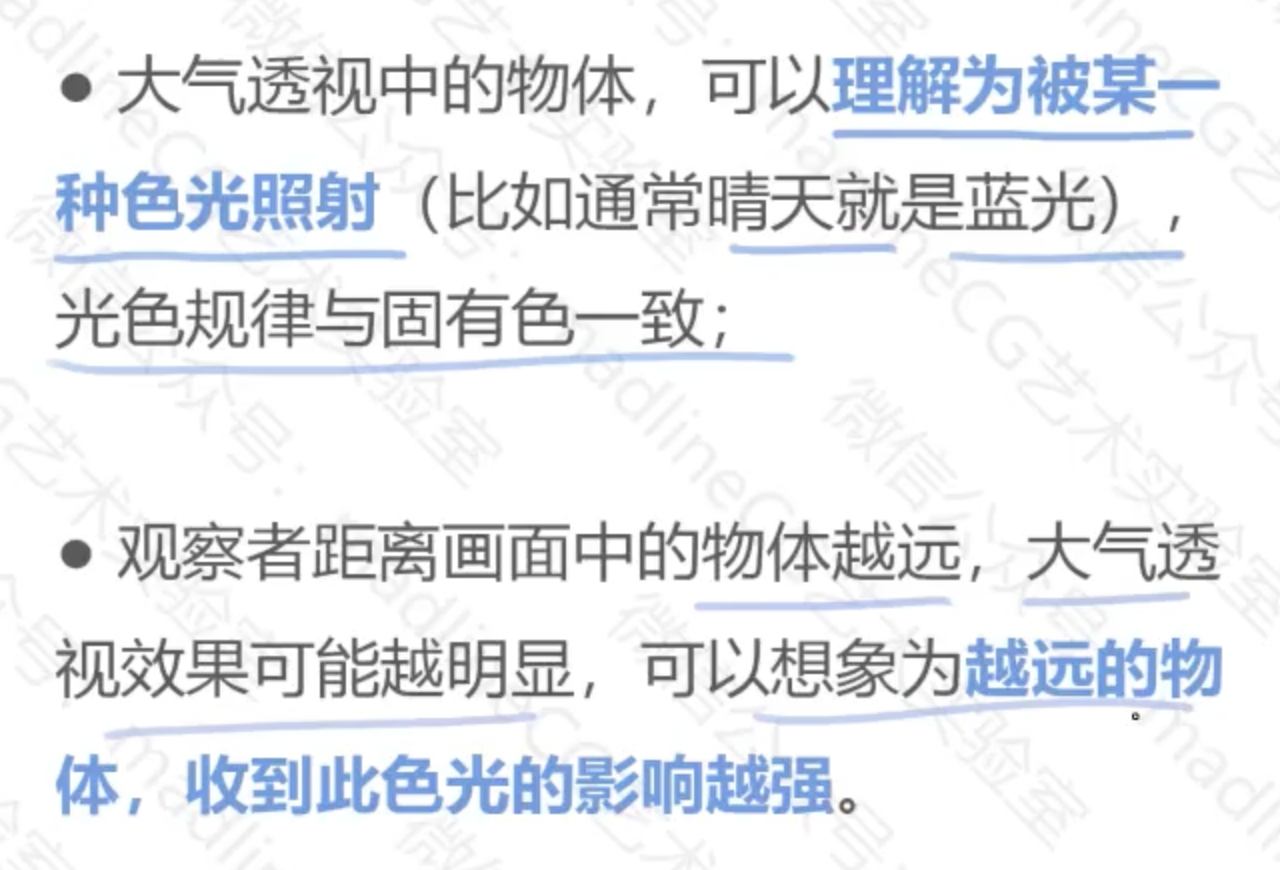 ● 大气透视中的物体，可以理解为被某一
种色光照射（比如通常晴天就是蓝光），
光色规律与固有色一致；
● 观察者距离画面中的物体越远，大气透
视效果可能越明显，可以想象为越远的物
体，收到此色光的影响越强。